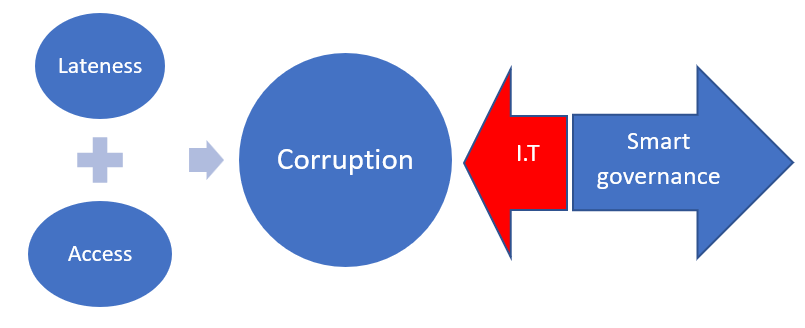 Lateness
Access
Corruption
I.T
Smart
governance